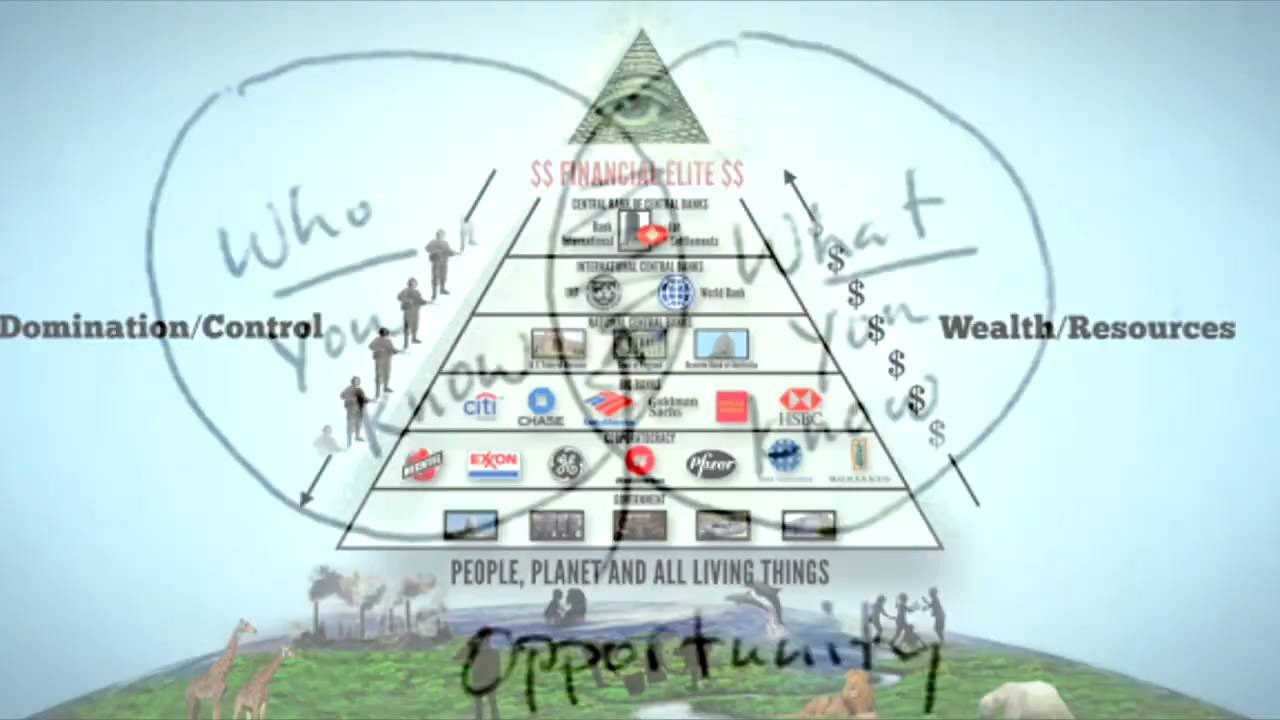 $$ FINANCIAL ELITE $$
CENTRAL BANK OF CENTRAL BANKS
Bank For
International Settlements
INTERNATIONAL CENTRAL BANKS
IMF World Bank
NATIONAL CENTRAL BANKS
BIG BANKS
citi CHASE Goldman Sachs HSBC
CORPORATOCRACY
BECHTEL EXXON Pfizer MONSANTO
GOVERNMENT
PEOPLE, PLANET AND ALL LIVING THINGS
Domination/Control
Wealth/Resources
$
$
$
$
$
$
Who
You
Know
What
You
Know
Opportunity